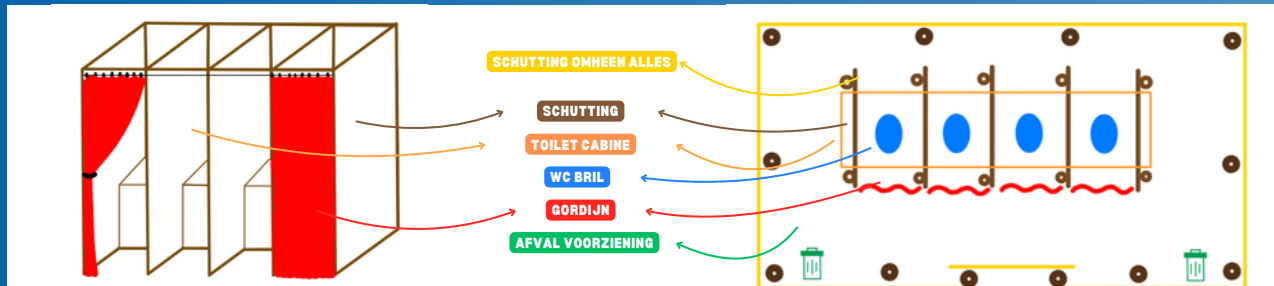 SCHUTTING OMHEEN ALLES
SCHUTTING
TOILET CABINE
WC BRIL
GORDIJN
AFVAL VOORZIENING